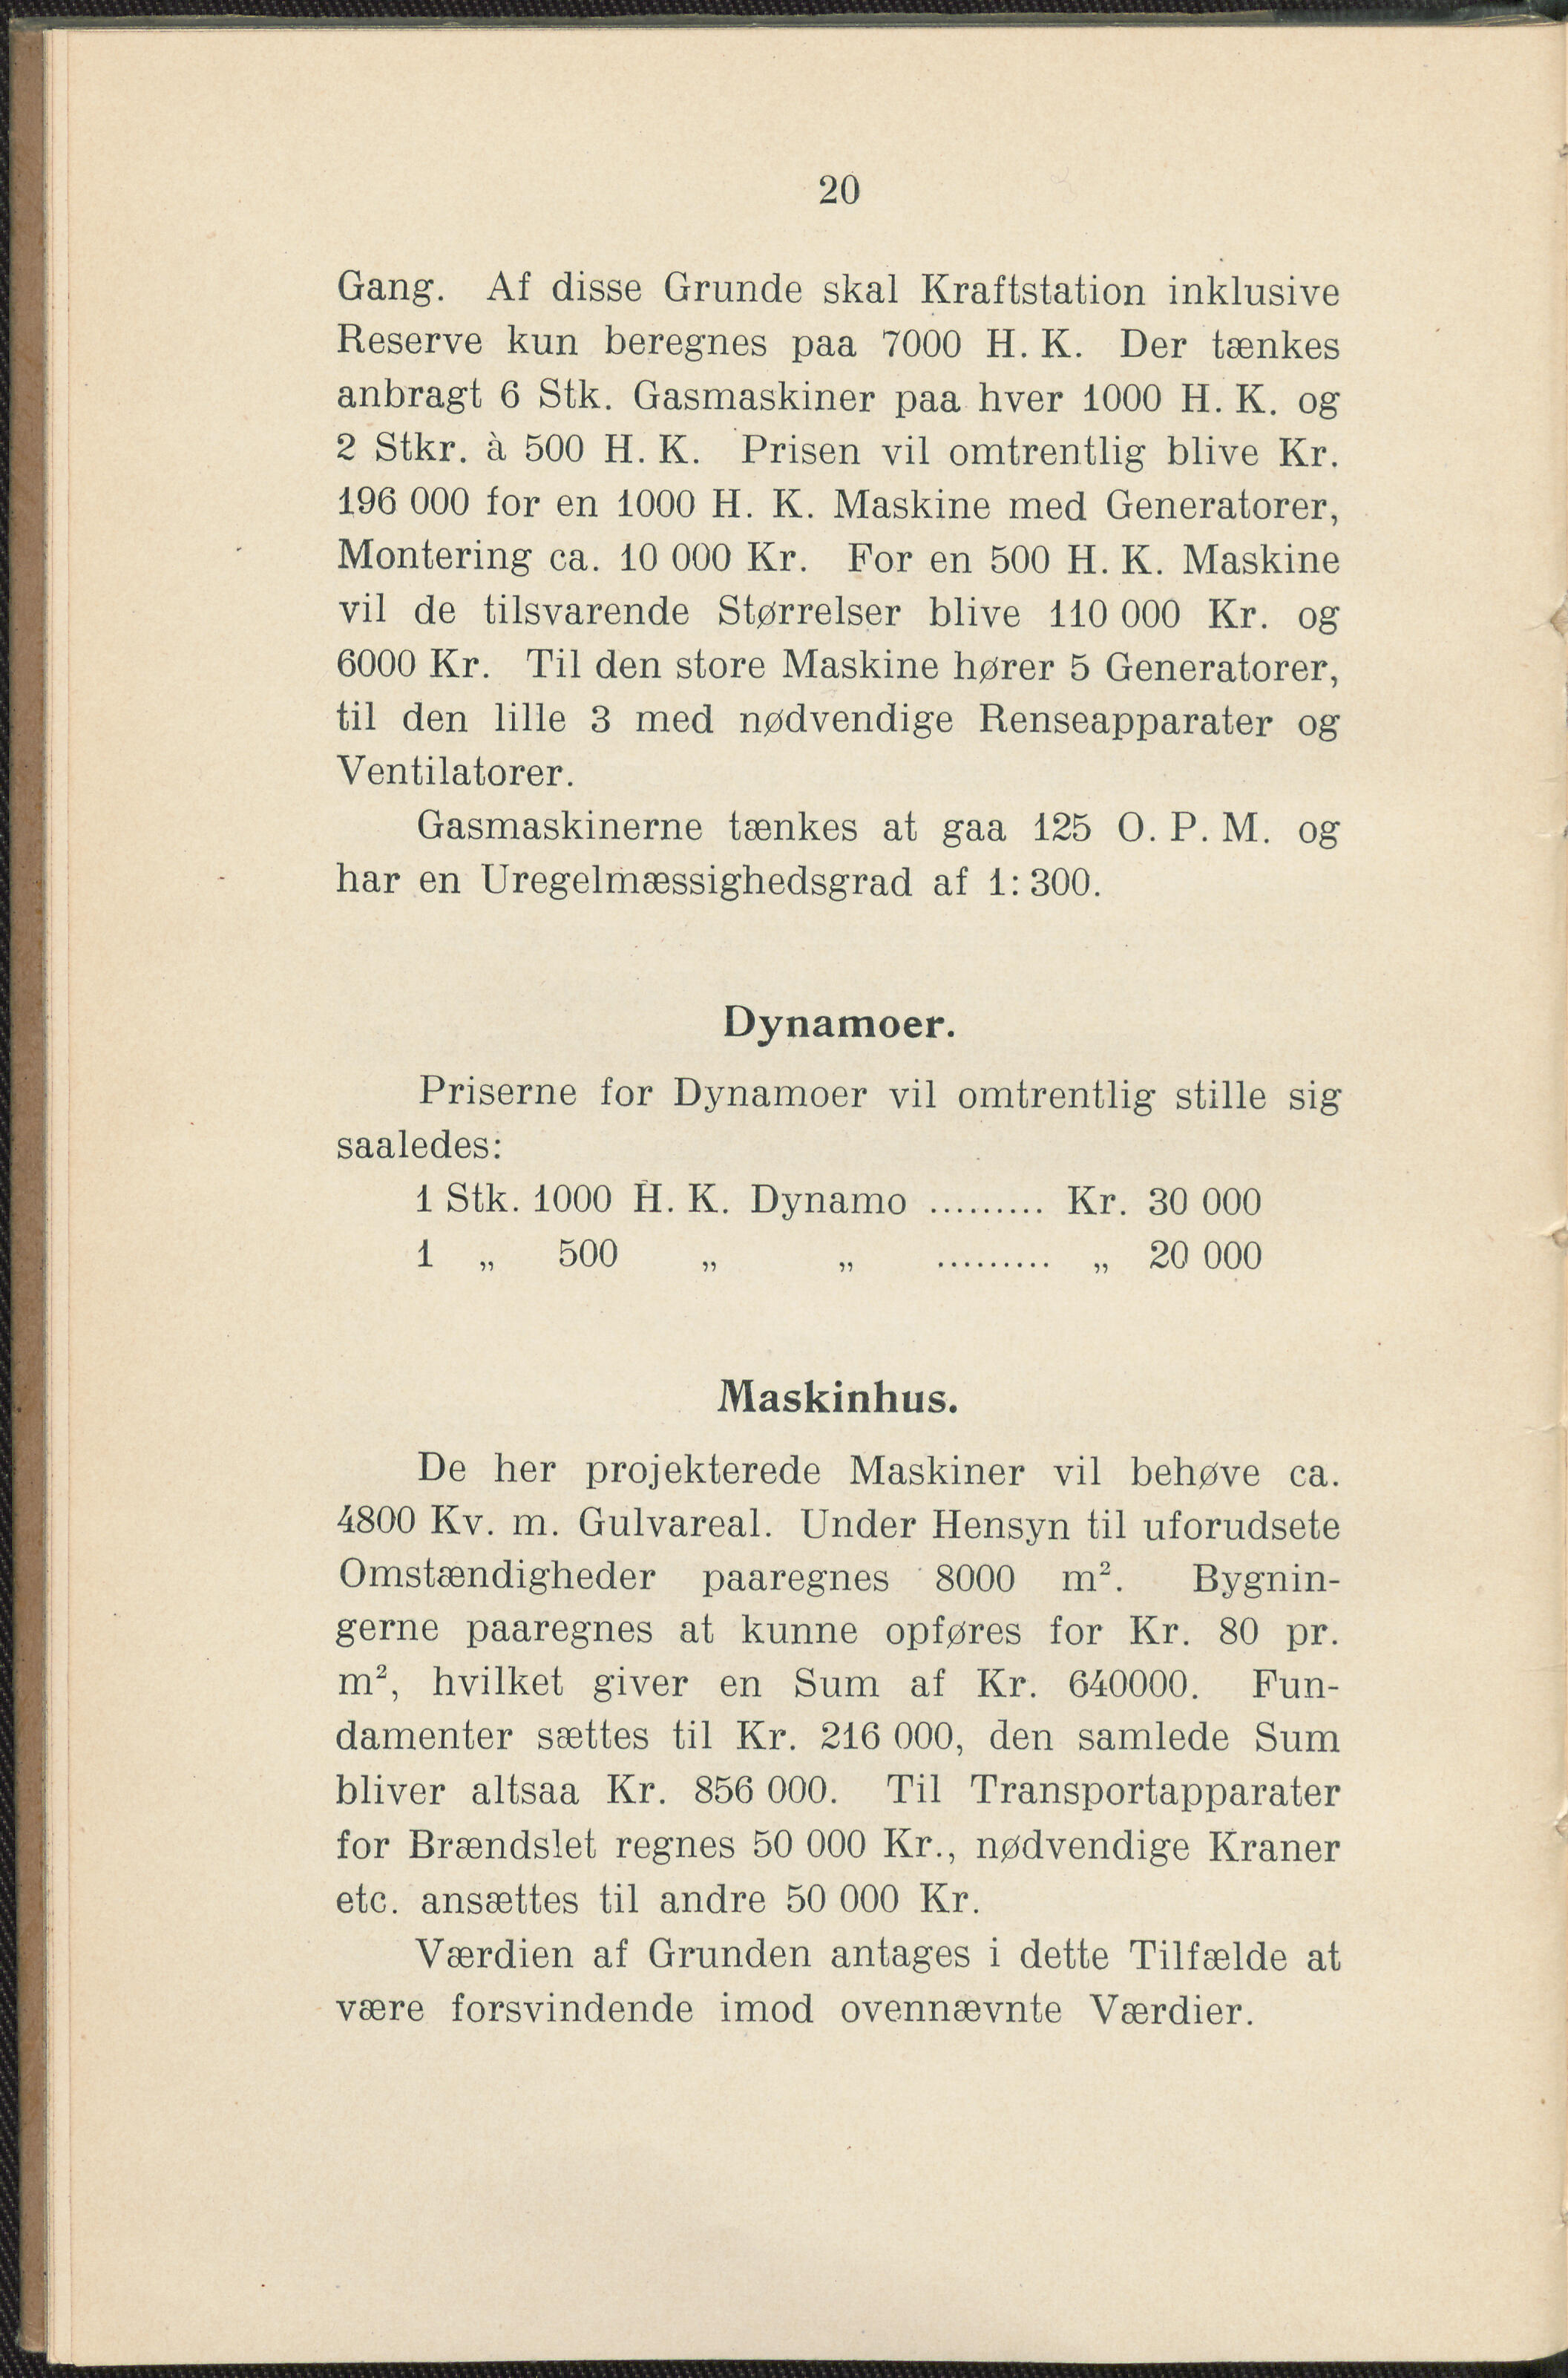 20
Gang. Af disse Grunde skal Kraftstation inklusive
Reserve kun beregnes paa 7000 H. K. Der tænkes
anbragt 6 Stk. Gasmaskiner paa hver 1000 H. K. og
2 Stkr. à 500 H. K. Prisen vil omtrentlig blive Kr.
196 000 for en 1000 H. K. Maskine med Generatorer,
Montering ca. 10 000 Kr. For en 500 H. K. Maskine
vil de tilsvarende Størrelser blive 110 000 Kr. og
6000 Kr. Til den store Maskine hører 5 Generatorer,
til den lille 3 med nødvendige Renseapparater og
Ventilatorer.
Gasmaskinerne tænkes at gaa 125 O. P. M. og
har en Uregelmæssighedsgrad af 1: 300.
Dynamoer.
Priserne for Dynamoer vil omtrentlig stille sig
saaledes:
1 Stk. 1000 H. K. Dynamo ......... Kr. 30 000
1 „ 500 „ „ ......... „ 20 000
Maskinhus.
De her projekterede Maskiner vil behøve ca.
4800 Kv. m. Gulvareal. Under Hensyn til uforudsete
Omstændigheder paaregnes 8000 m². Bygnin-
gerne paaregnes at kunne opføres for Kr. 80 pr.
m², hvilket giver en Sum af Kr. 640000. Fun-
damenter sættes til Kr. 216 000, den samlede Sum
bliver altsaa Kr. 856 000. Til Transportapparater
for Brændslet regnes 50 000 Kr., nødvendige Kraner
etc. ansættes til andre 50 000 Kr.
Værdien af Grunden antages i dette Tilfælde at
være forsvindende imod ovennævnte Værdier.